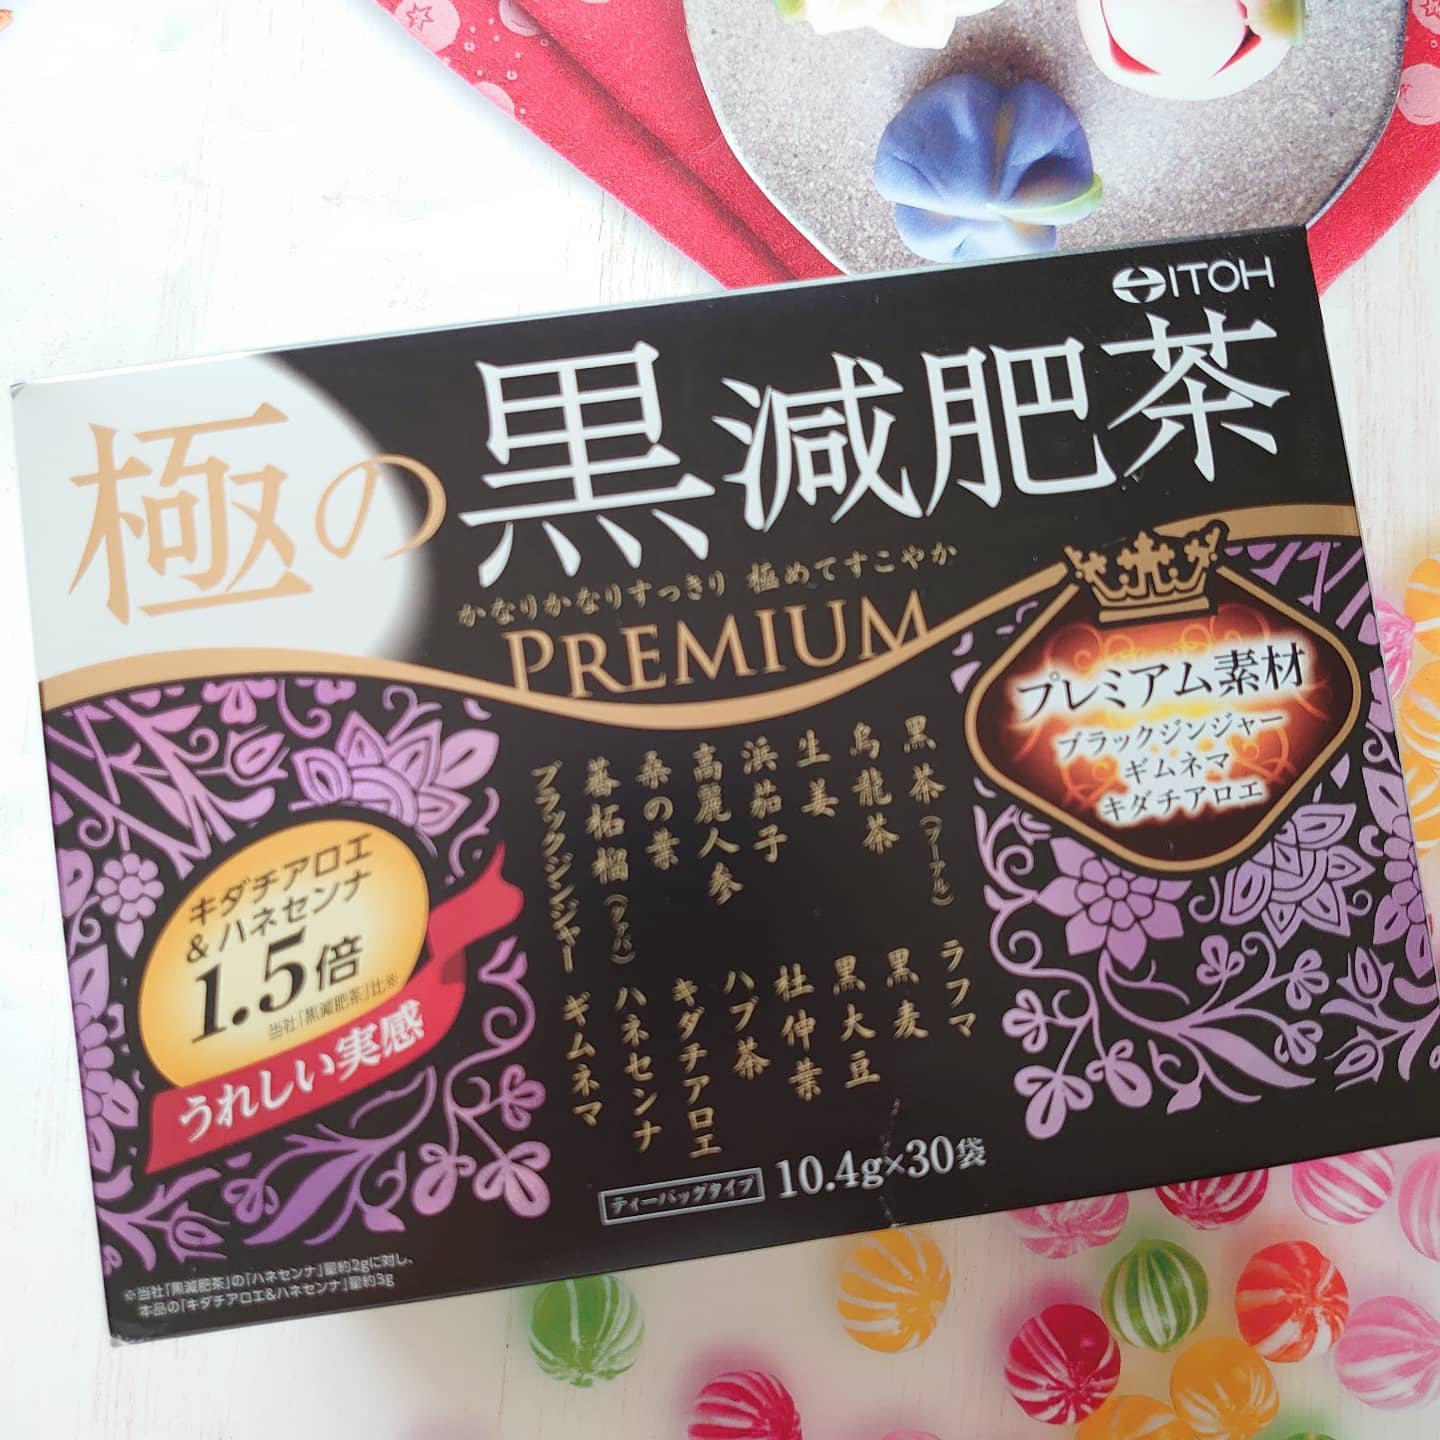 ITOH
極の黒減肥茶
かなりかなりすっきり 極めてすこやか
PREMIUM
プレミアム素材
ブラックジンジャー
ギムネマ
キダチアロエ
黒茶(プーアル)
烏龍茶
生姜
浜茄子
高麗人参
桑の葉
蕃柘榴(グァバ)
ブラックジンジャー
ラフマ
黒麦
黒大豆
杜仲葉
ハブ茶
キダチアロエ
ハネセンナ
ギムネマ
キダチアロエ
&ハネセンナ
1.5倍
当社「黒減肥茶」比※
うれしい実感
ティーバッグタイプ 10.4g×30袋
※当社「黒減肥茶」の「ハネセンナ」量約2gに対し、
本品の「キダチアロエ&ハネセンナ」量約3g